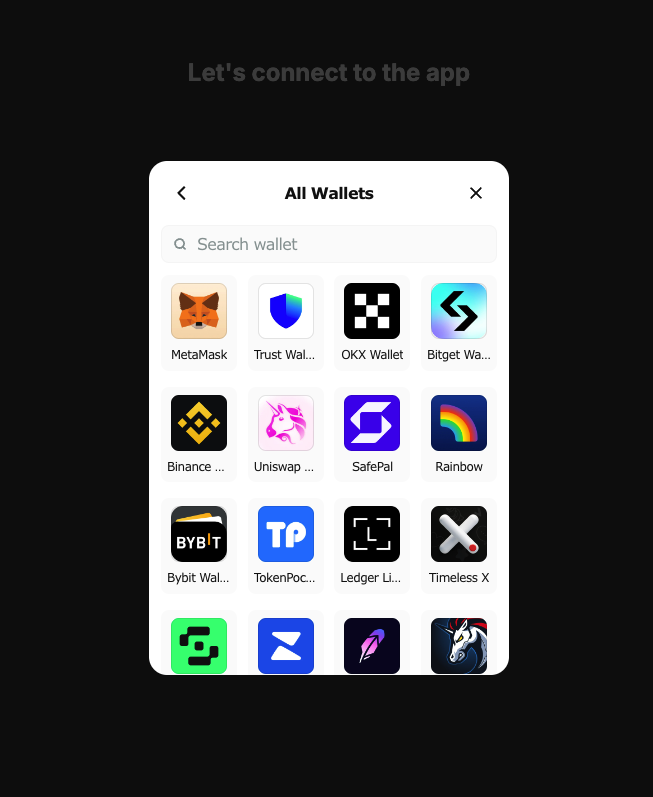 Let's connect to the app
All Wallets
Search wallet
MetaMask
Trust Wal...
OKX Wallet
Bitget Wa...
Binance ...
Uniswap ...
SafePal
Rainbow
BYBIT
TP
L
Bybit Wal...
TokenPoc...
Ledger Li...
Timeless X